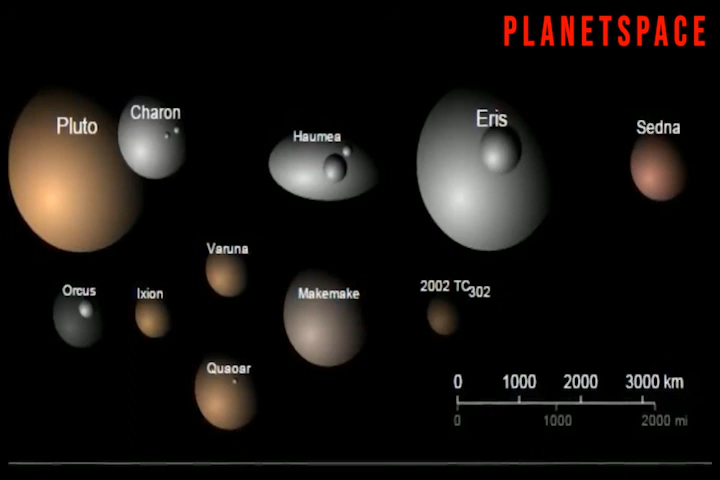 PLANETSPACE
Pluto
Charon
Haumea
Eris
Sedna
Varuna
Orcus
Ixion
Makemake
2002 TC302
Quaoar
0 1000 2000 3000 km
0 1000 2000 mi